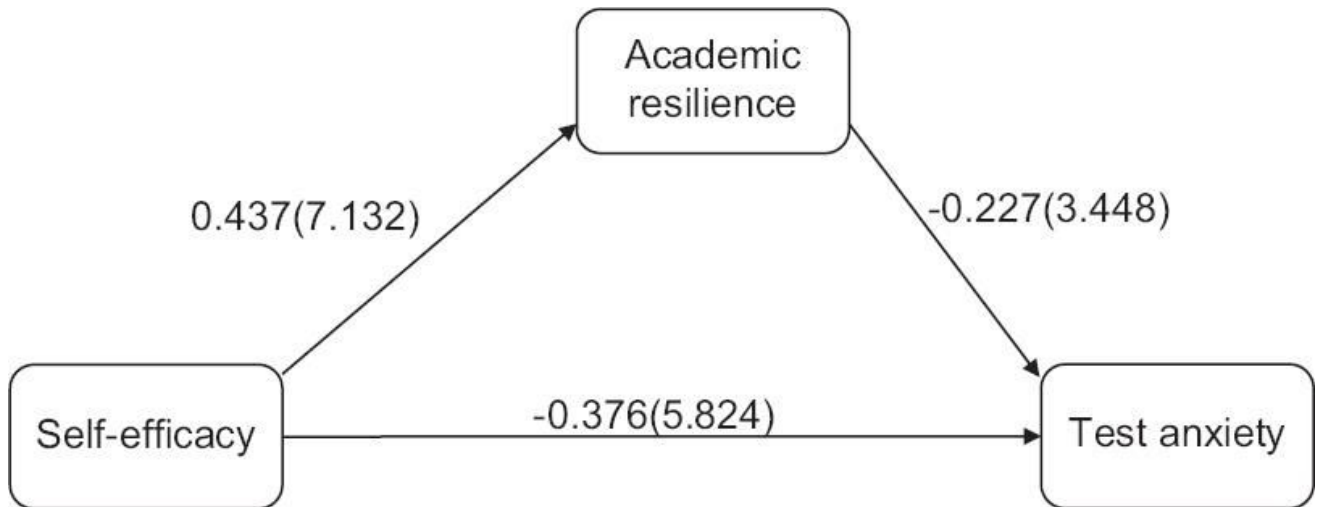 Academic
resilience
0.437(7.132)
-0.227(3.448)
-0.376(5.824)
Self-efficacy
Test anxiety